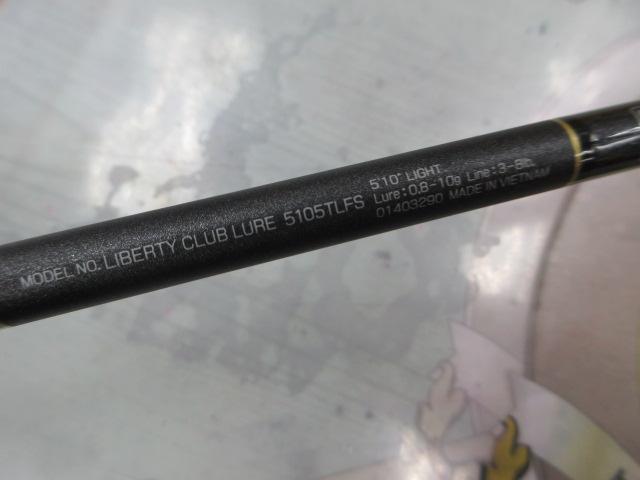 MODEL NO. LIBERTY CLUB LURE 5105TLFS
5'10" LIGHT
Lure:0.8-10g Line:3-8lb.
01403290 MADE IN VIETNAM